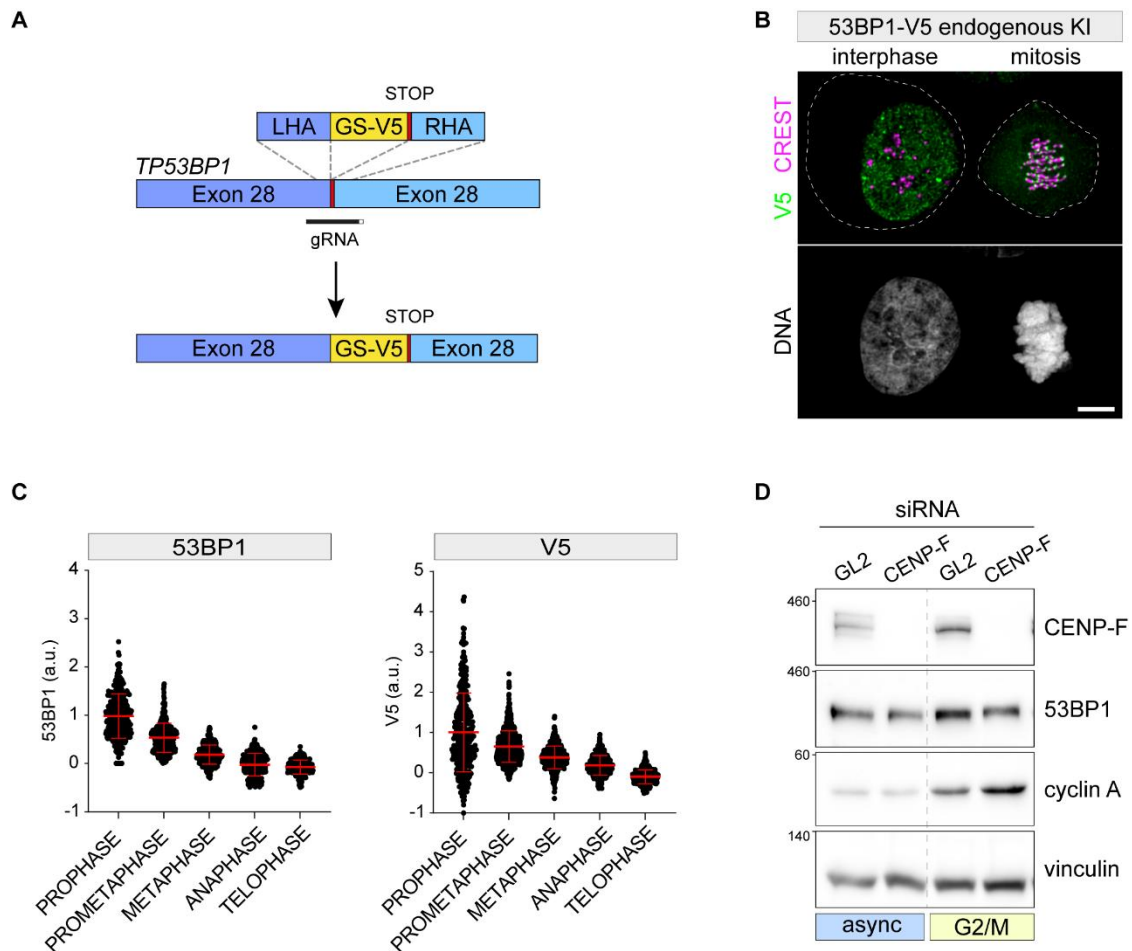 A
STOP
LHA GS-V5 RHA
TP53BP1
Exon 28 Exon 28
gRNA
STOP
Exon 28 GS-V5 Exon 28
B
53BP1-V5 endogenous KI
interphase mitosis
V5 CREST
DNA
C
53BP1
53BP1 (a.u.)
4
3
2
1
0
-1
PROPHASE
PROMETAPHASE
METAPHASE
ANAPHASE
TELOPHASE
V5
V5 (a.u.)
5
4
3
2
1
0
-1
PROPHASE
PROMETAPHASE
METAPHASE
ANAPHASE
TELOPHASE
D
siRNA
GL2 CENP-F GL2 CENP-F
460
CENP-F
460
53BP1
60
cyclin A
140
vinculin
async G2/M